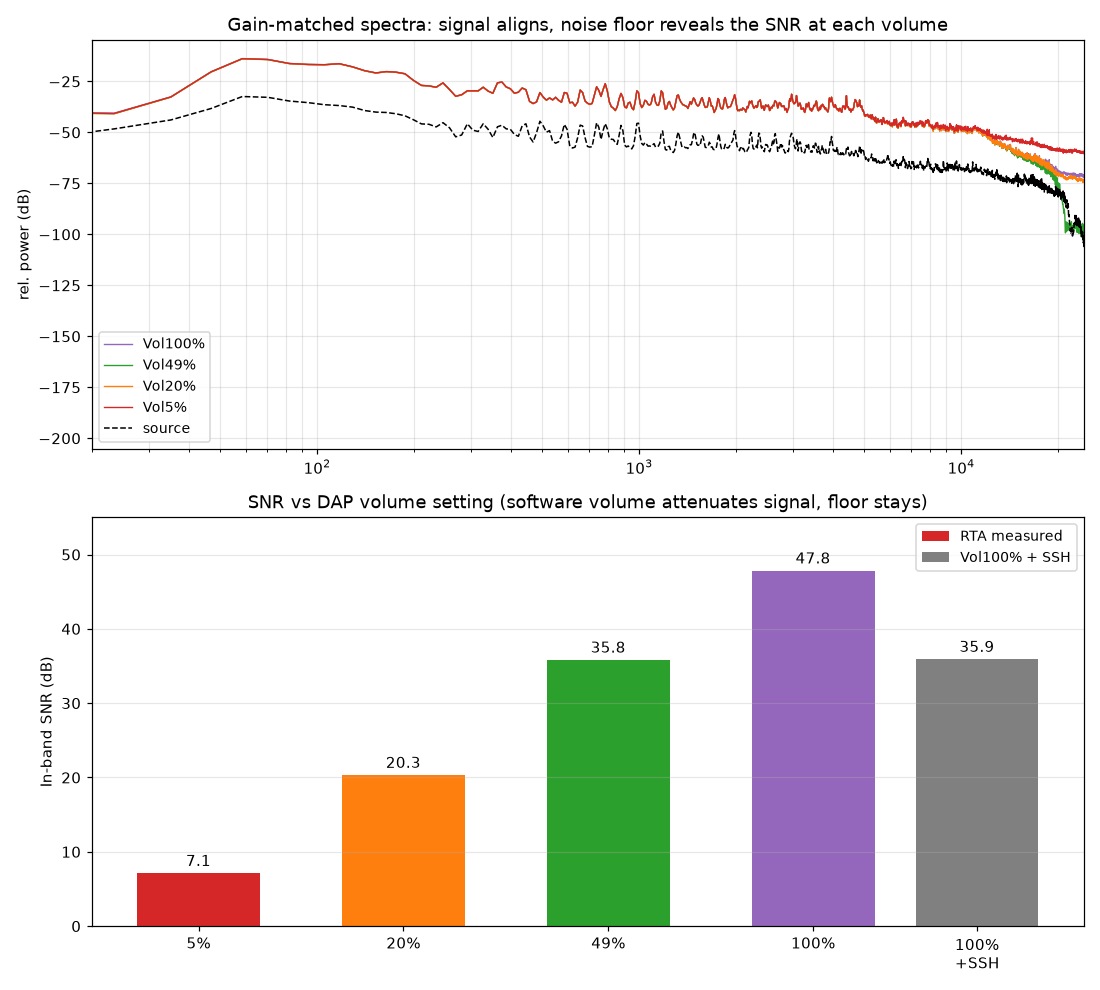 Gain-matched spectra: signal aligns, noise floor reveals the SNR at each volume
rel. power (dB)
−25
−50
−75
−100
−125
−150
−175
−200
Vol100%
Vol49%
Vol20%
Vol5%
source
10²
10³
10⁴
SNR vs DAP volume setting (software volume attenuates signal, floor stays)
In-band SNR (dB)
50
40
30
20
10
0
RTA measured
Vol100% + SSH
7.1
20.3
35.8
47.8
35.9
5%
20%
49%
100%
100%
+SSH